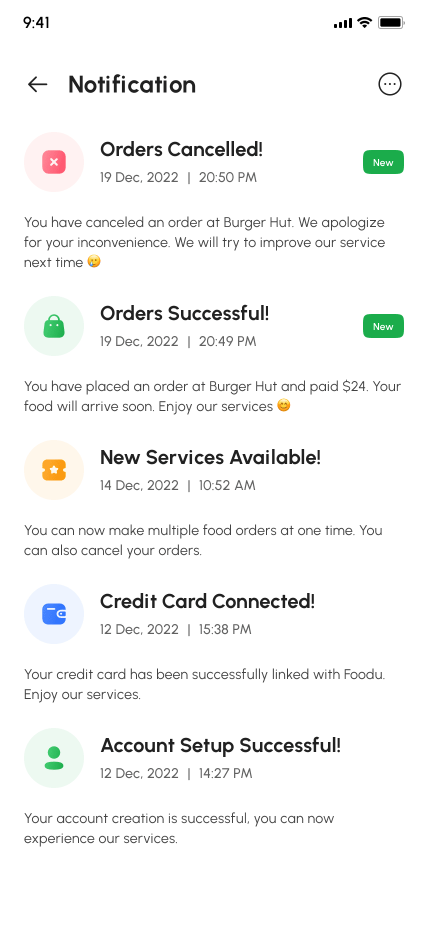 9:41
Notification
Orders Cancelled!
19 Dec, 2022 | 20:50 PM
New
You have canceled an order at Burger Hut. We apologize
for your inconvenience. We will try to improve our service
next time 🥲
Orders Successful!
19 Dec, 2022 | 20:49 PM
New
You have placed an order at Burger Hut and paid $24. Your
food will arrive soon. Enjoy our services 😊
New Services Available!
14 Dec, 2022 | 10:52 AM
You can now make multiple food orders at one time. You
can also cancel your orders.
Credit Card Connected!
12 Dec, 2022 | 15:38 PM
Your credit card has been successfully linked with Foodu.
Enjoy our services.
Account Setup Successful!
12 Dec, 2022 | 14:27 PM
Your account creation is successful, you can now
experience our services.